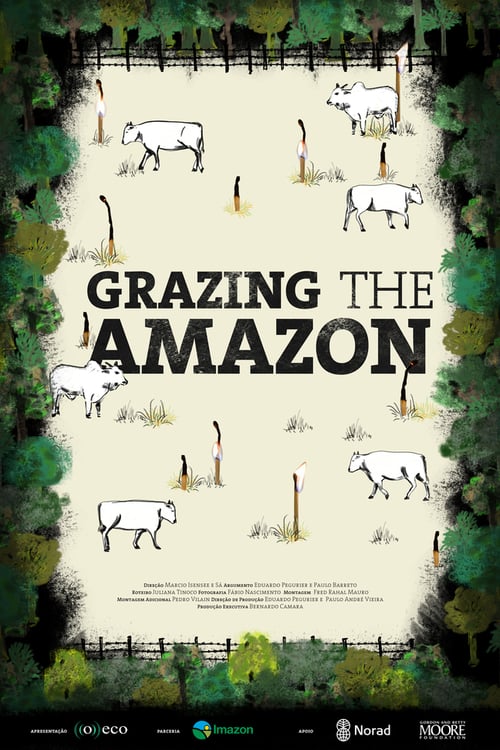 GRAZING THE
AMAZON
DIREÇÃO MARCIO ISENSEE E SÁ ARGUMENTO EDUARDO PEGURIER E PAULO BARRETO
ROTEIRO JULIANA TINOCO FOTOGRAFIA FÁBIO NASCIMENTO MONTAGEM FRED RAHAL MAURO
MONTAGEM ADICIONAL PEDRO VILAIN DIREÇÃO DE PRODUÇÃO EDUARDO PEGURIER E PAULO ANDRÉ VIEIRA
PRODUÇÃO EXECUTIVA BERNARDO CAMARA
APRESENTAÇÃO ((o)) eco PARCERIA Imazon APOIO Norad GORDON AND BETTY
MOORE
FOUNDATION